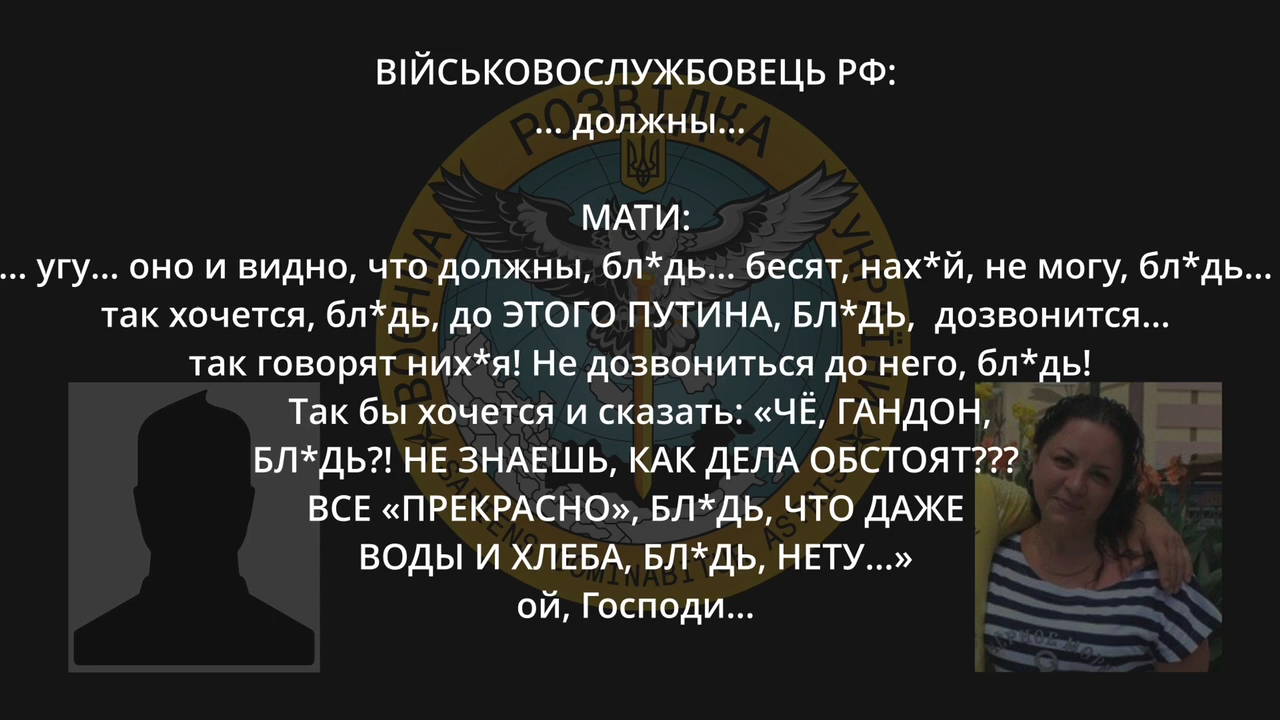 ВІЙСЬКОВОСЛУЖБОВЕЦЬ РФ:
... должны...
МАТИ:
... угу... оно и видно, что должны, бл*дь... бесят, нах*й, не могу, бл*дь...
так хочется, бл*дь, до ЭТОГО ПУТИНА, БЛ*ДЬ, дозвонится...
так говорят них*я! Не дозвониться до него, бл*дь!
Так бы хочется и сказать: «ЧЁ, ГАНДОН,
БЛ*ДЬ?! НЕ ЗНАЕШЬ, КАК ДЕЛА ОБСТОЯТ???
ВСЕ «ПРЕКРАСНО», БЛ*ДЬ, ЧТО ДАЖЕ
ВОДЫ И ХЛЕБА, БЛ*ДЬ, НЕТУ...»
ой, Господи...
ВОЄННА РОЗВІДКА УКРАЇНИ